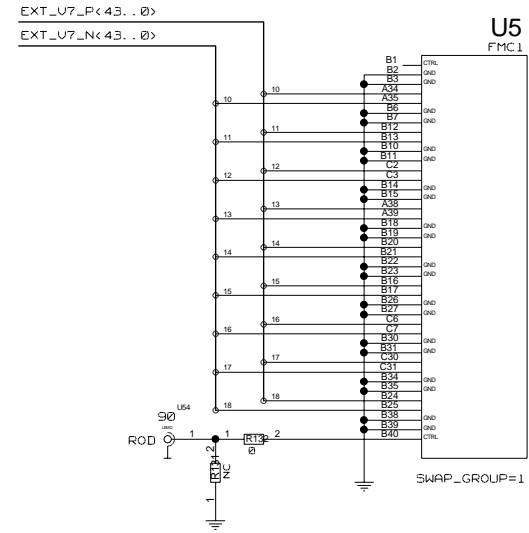 EXT_V7_P<43..0>
EXT_V7_N<43..0>
U5
FMC1
B1 CTRL
B2 GND
B3 GND
10 A34
10 A35
B6 GND
B7 GND
11 B12
11 B13
B10 GND
B11 GND
12 C2
12 C3
B14 GND
B15 GND
13 A38
13 A39
B18 GND
B19 GND
14 B20
14 B21
B22 GND
B23 GND
15 B16
15 B17
B26 GND
B27 GND
16 C6
16 C7
B30 GND
B31 GND
17 C30
17 C31
B34 GND
B35 GND
18 B24
18 B25
B38 GND
B39 GND
B40 CTRL
U54
90
ROD 1 1 R132 2
0
2
R131
NC
1
SWAP_GROUP=1